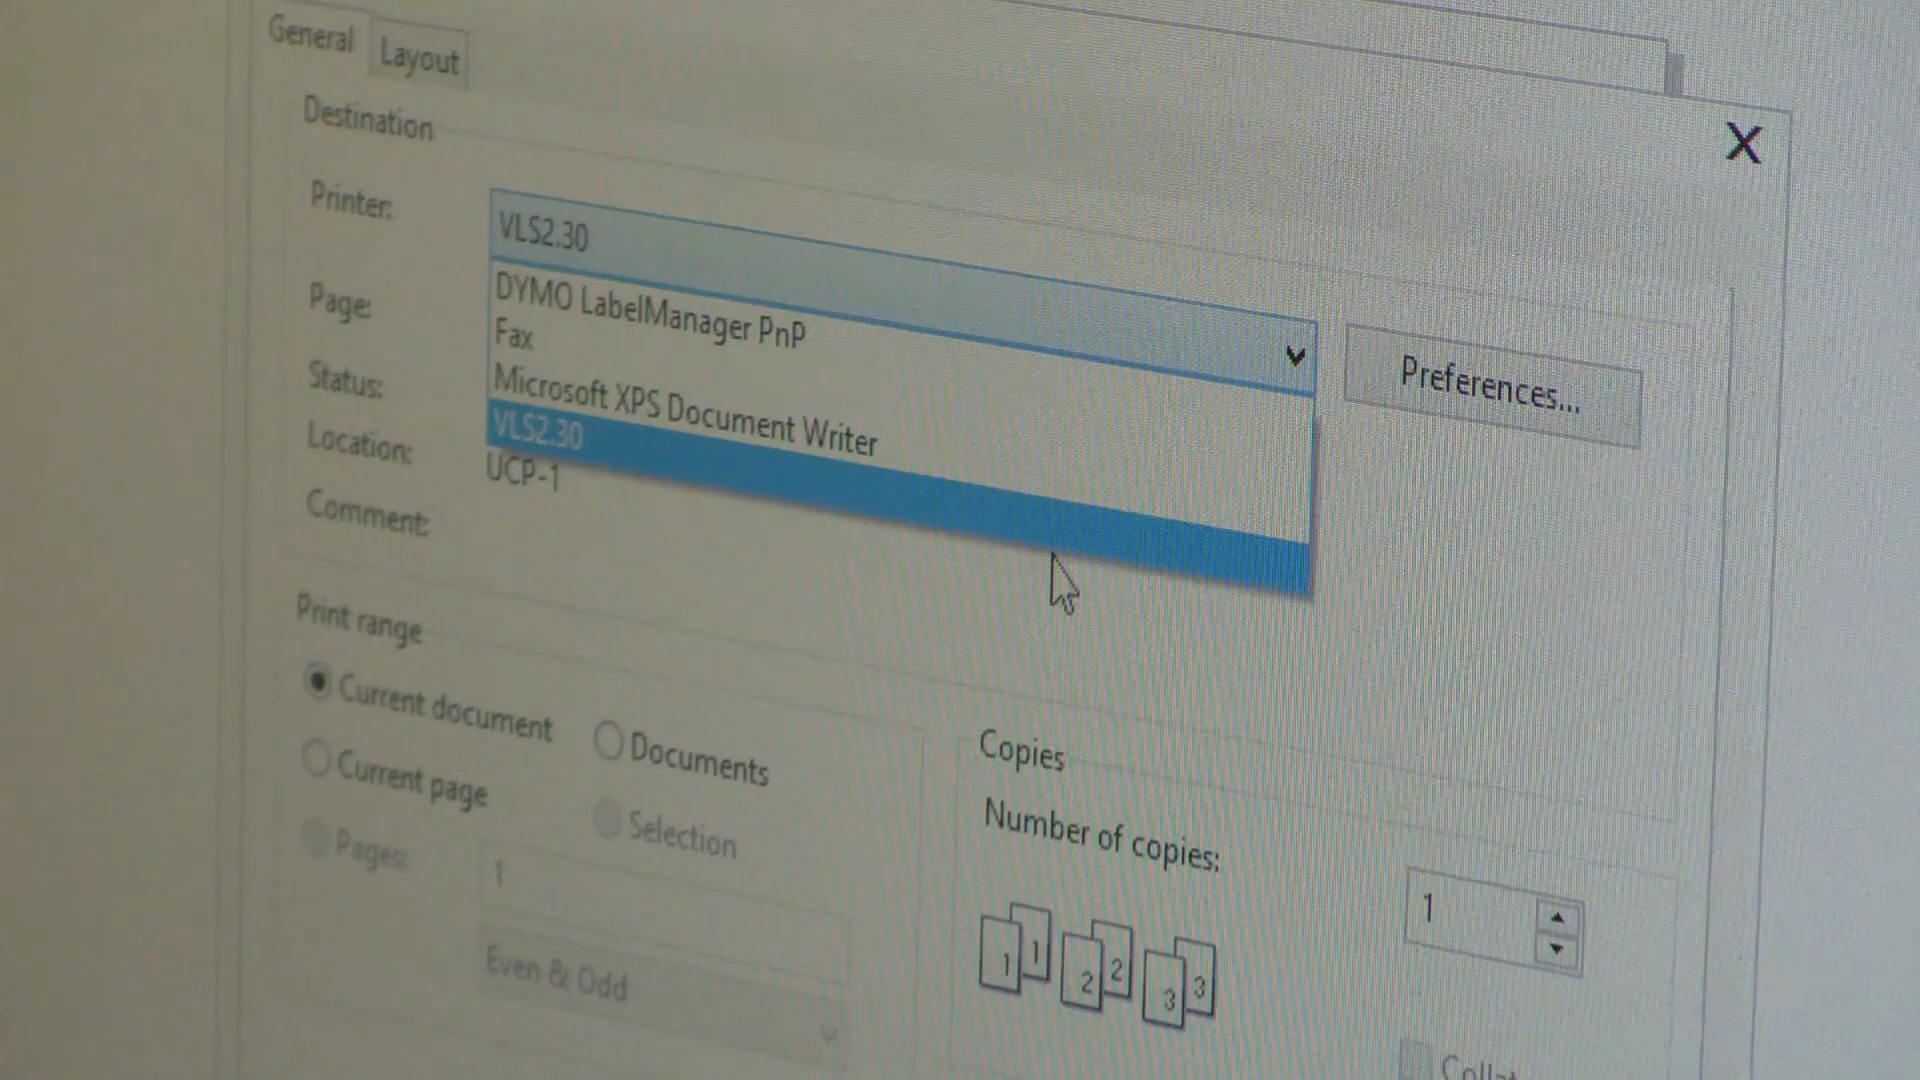 General
Layout
Destination
Printer:
VLS2.30
DYMO LabelManager PnP
Fax
Microsoft XPS Document Writer
VLS2.30
Preferences...
Page:
Status:
Location:
UCP-1
Comment:
Print range
Current document
Documents
Current page
Selection
Pages:
1
Even & Odd
Copies
Number of copies:
1
1 1 2 2 3 3